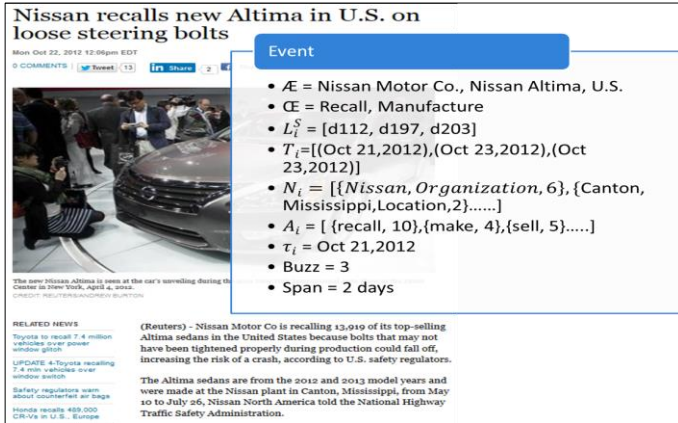 Nissan recalls new Altima in U.S. on
loose steering bolts
Mon Oct 22, 2012 12:06pm EDT
0 COMMENTS
Tweet 13
in Share 2
Event
• Æ = Nissan Motor Co., Nissan Altima, U.S.
• Œ = Recall, Manufacture
• L_i^S = [d112, d197, d203]
• T_i=[(Oct 21,2012),(Oct 23,2012),(Oct
23,2012)]
• N_i = [{Nissan, Organization, 6}, {Canton,
Mississippi,Location,2}......]
• A_i = [ {recall, 10},{make, 4},{sell, 5}.....]
• τ_i = Oct 21,2012
• Buzz = 3
• Span = 2 days
The new Nissan Altima is seen at the car's unveiling during th
Center in New York, April 4, 2012.
CREDIT: REUTERS/ANDREW BURTON
RELATED NEWS
Toyota to recall 7.4 million
vehicles over power
window glitch
UPDATE 4-Toyota recalling
7.4 mln vehicles over
window switch
Safety regulators warn
about counterfeit air bags
Honda recalls 489,000
CR-Vs in U.S., Europe
(Reuters) - Nissan Motor Co is recalling 13,919 of its top-selling
Altima sedans in the United States because bolts that may not
have been tightened properly during production could fall off,
increasing the risk of a crash, according to U.S. safety regulators.
The Altima sedans are from the 2012 and 2013 model years and
were made at the Nissan plant in Canton, Mississippi, from May
10 to July 26, Nissan North America told the National Highway
Traffic Safety Administration.